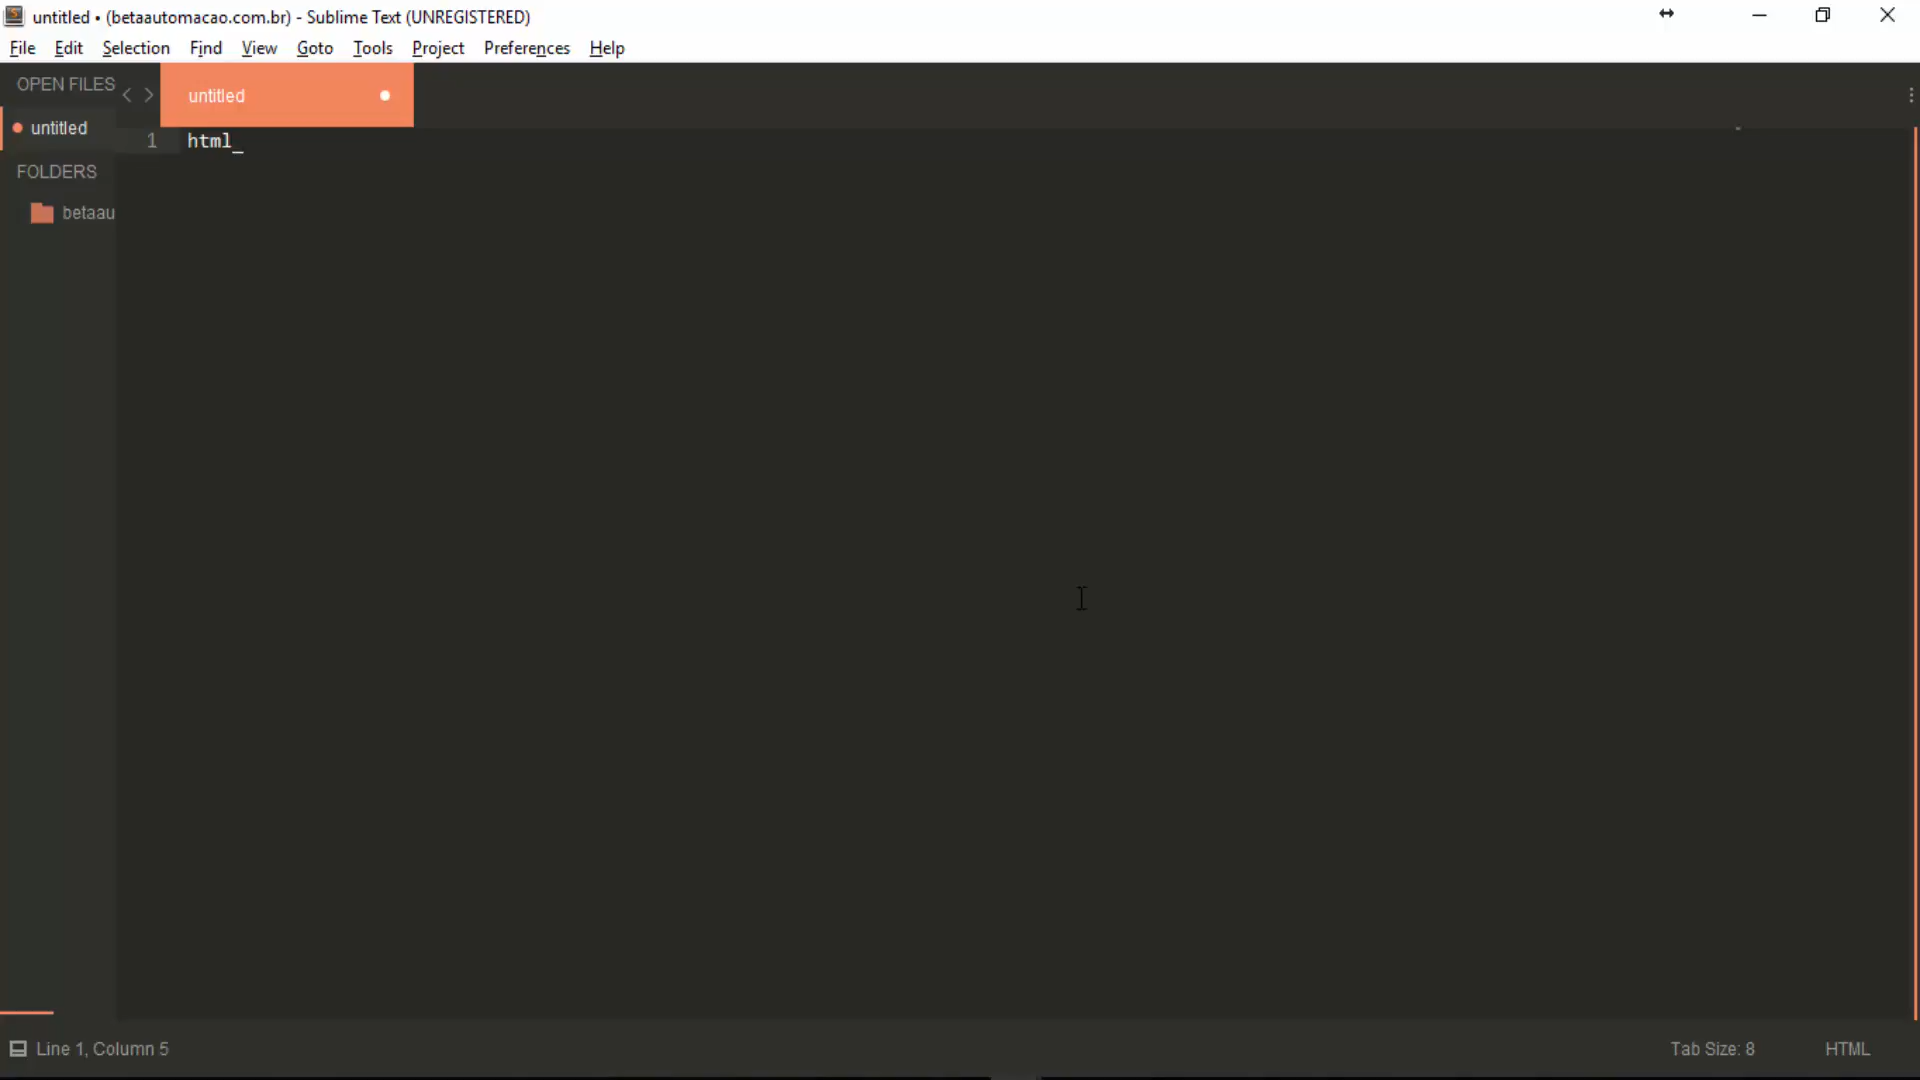 untitled • (betaautomacao.com.br) - Sublime Text (UNREGISTERED)
File Edit Selection Find View Goto Tools Project Preferences Help
OPEN FILES
untitled
untitled
1 html_
FOLDERS
betaau
Line 1, Column 5
Tab Size: 8
HTML